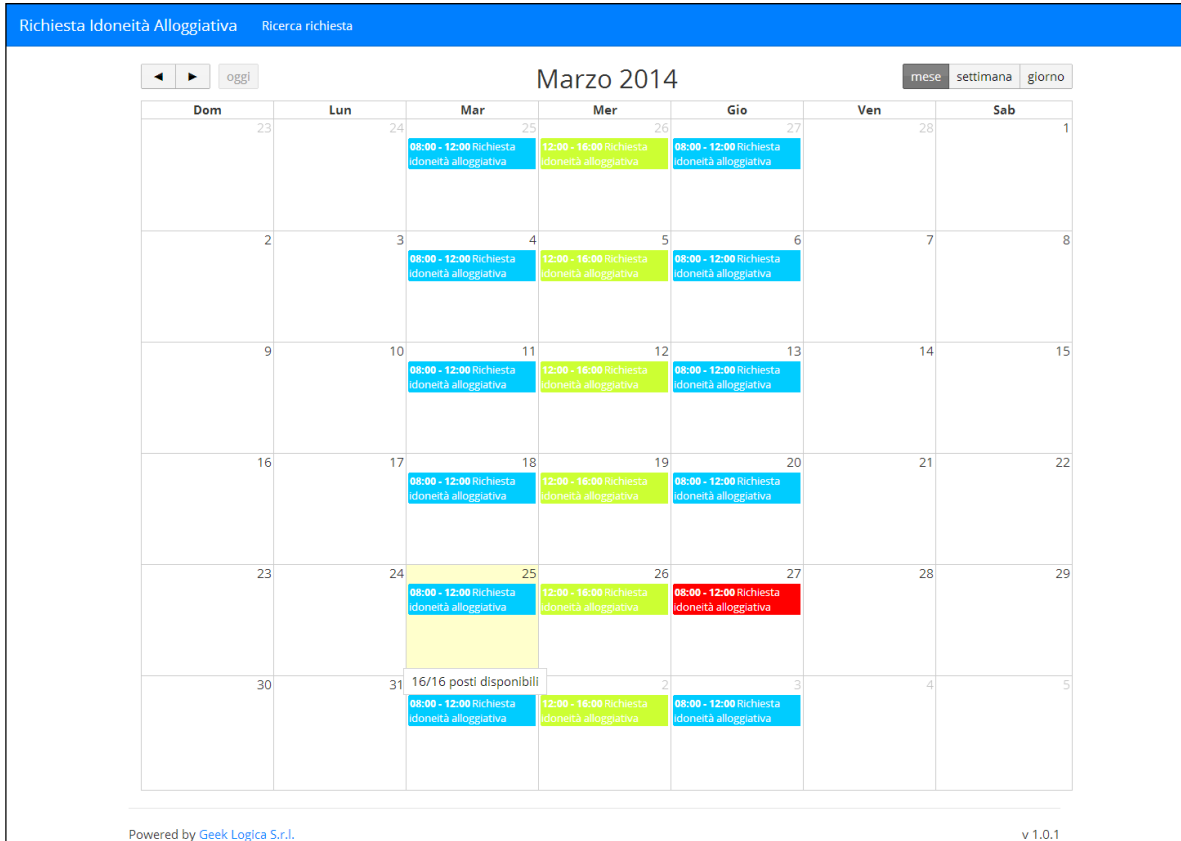 Richiesta Idoneità Alloggiativa Ricerca richiesta
◄ ► oggi Marzo 2014 mese settimana giorno
Dom Lun Mar Mer Gio Ven Sab
23 24 25 26 27 28 1
08:00 - 12:00 Richiesta 12:00 - 16:00 Richiesta 08:00 - 12:00 Richiesta
idoneità alloggiativa idoneità alloggiativa idoneità alloggiativa
2 3 4 5 6 7 8
08:00 - 12:00 Richiesta 12:00 - 16:00 Richiesta 08:00 - 12:00 Richiesta
idoneità alloggiativa idoneità alloggiativa idoneità alloggiativa
9 10 11 12 13 14 15
08:00 - 12:00 Richiesta 12:00 - 16:00 Richiesta 08:00 - 12:00 Richiesta
idoneità alloggiativa idoneità alloggiativa idoneità alloggiativa
16 17 18 19 20 21 22
08:00 - 12:00 Richiesta 12:00 - 16:00 Richiesta 08:00 - 12:00 Richiesta
idoneità alloggiativa idoneità alloggiativa idoneità alloggiativa
23 24 25 26 27 28 29
08:00 - 12:00 Richiesta 12:00 - 16:00 Richiesta 08:00 - 12:00 Richiesta
idoneità alloggiativa idoneità alloggiativa idoneità alloggiativa
30 31 16/16 posti disponibili 2 3 4 5
08:00 - 12:00 Richiesta 12:00 - 16:00 Richiesta 08:00 - 12:00 Richiesta
idoneità alloggiativa idoneità alloggiativa idoneità alloggiativa
Powered by Geek Logica S.r.l. v 1.0.1